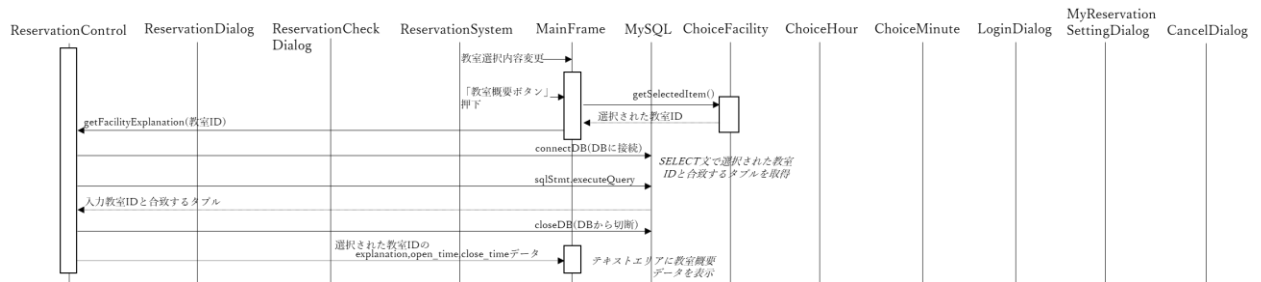 ReservationControl
ReservationDialog
ReservationCheck
Dialog
ReservationSystem
MainFrame
MySQL
ChoiceFacility
ChoiceHour
ChoiceMinute
LoginDialog
MyReservation
SettingDialog
CancelDialog
教室選択内容変更
「教室概要ボタン」
押下
getSelectedItem()
選択された教室ID
getFacilityExplanation(教室ID)
connectDB(DBに接続)
SELECT文で選択された教室
IDと合致するタブルを取得
sqlStmt.executeQuery
入力教室IDと合致するタブル
closeDB(DBから切断)
選択された教室IDの
explanation,open_time,close_timeデータ
テキストエリアに教室概要
データを表示